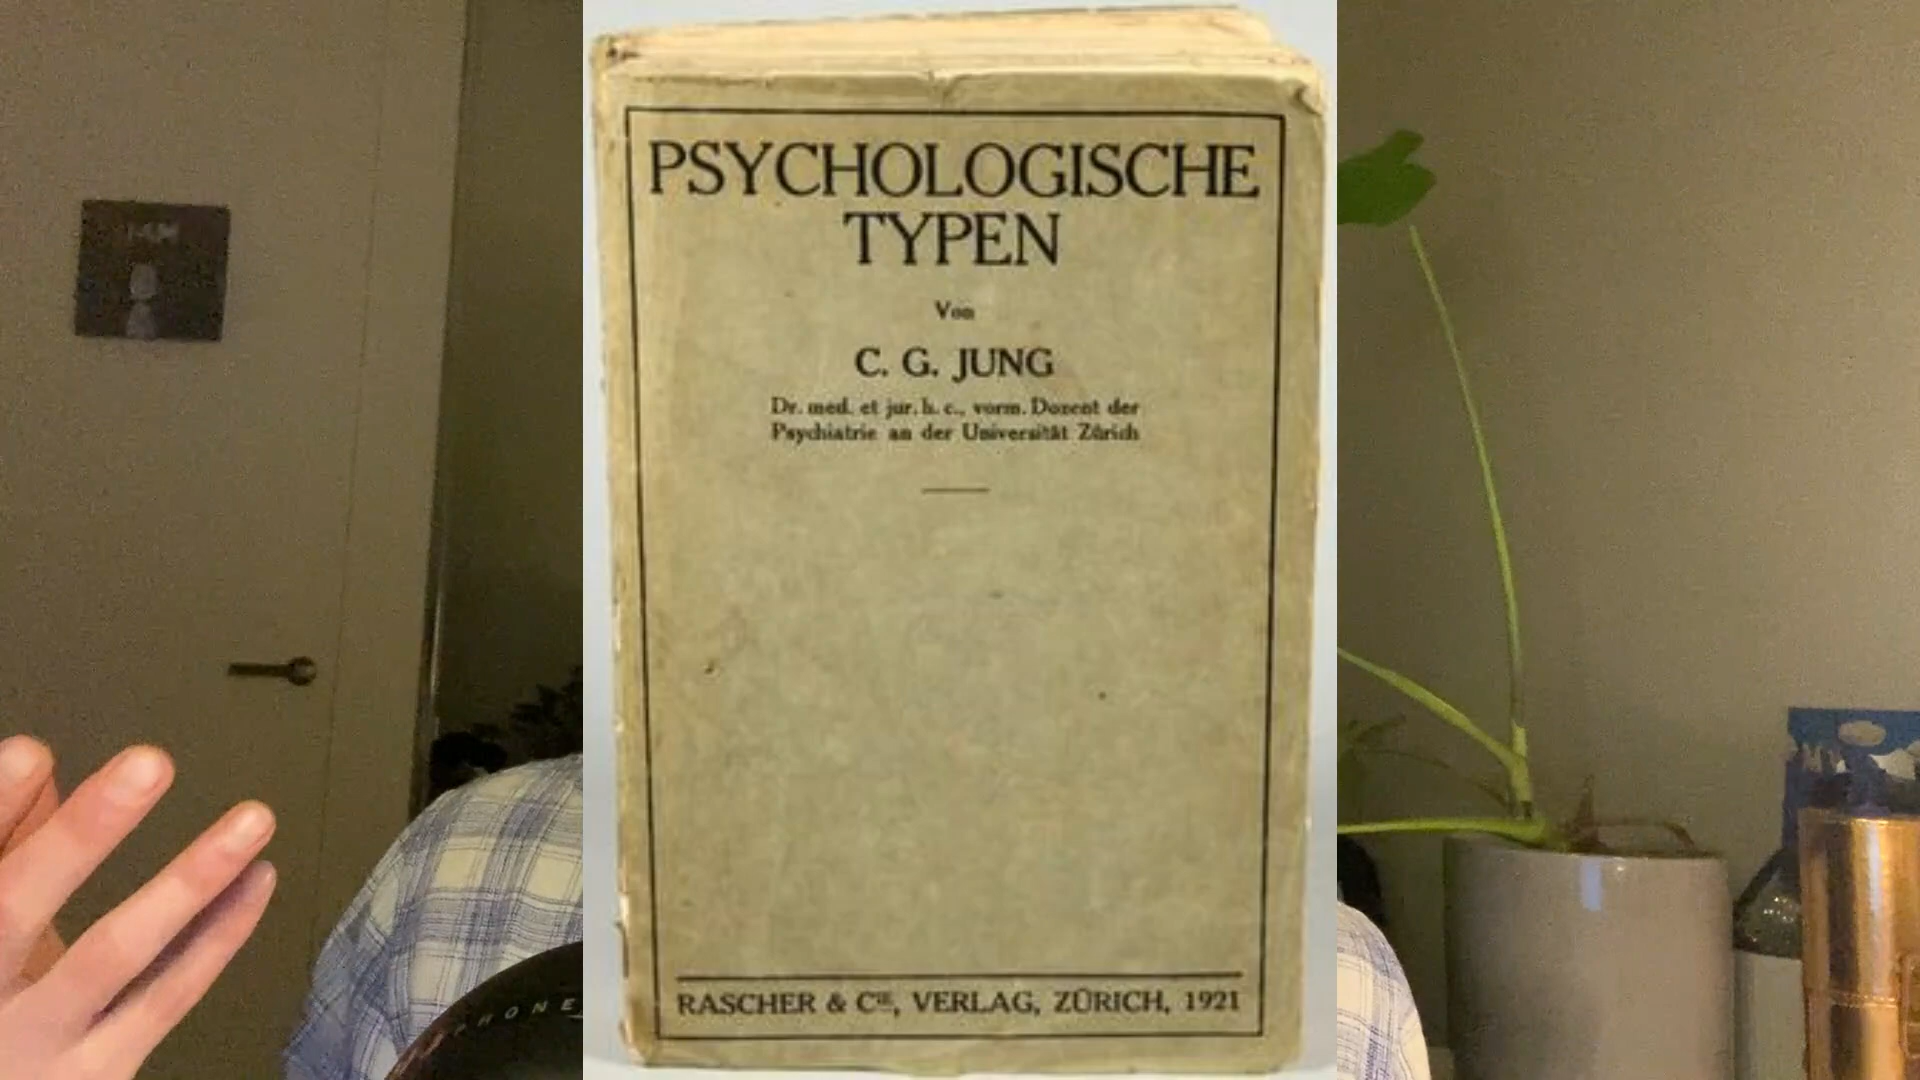 PSYCHOLOGISCHE
TYPEN
Von
C. G. JUNG
Dr. med. et jur. h. c., vorm. Dozent der
Psychiatrie an der Universität Zürich
RASCHER & Cᴵᴱ, VERLAG, ZÜRICH, 1921